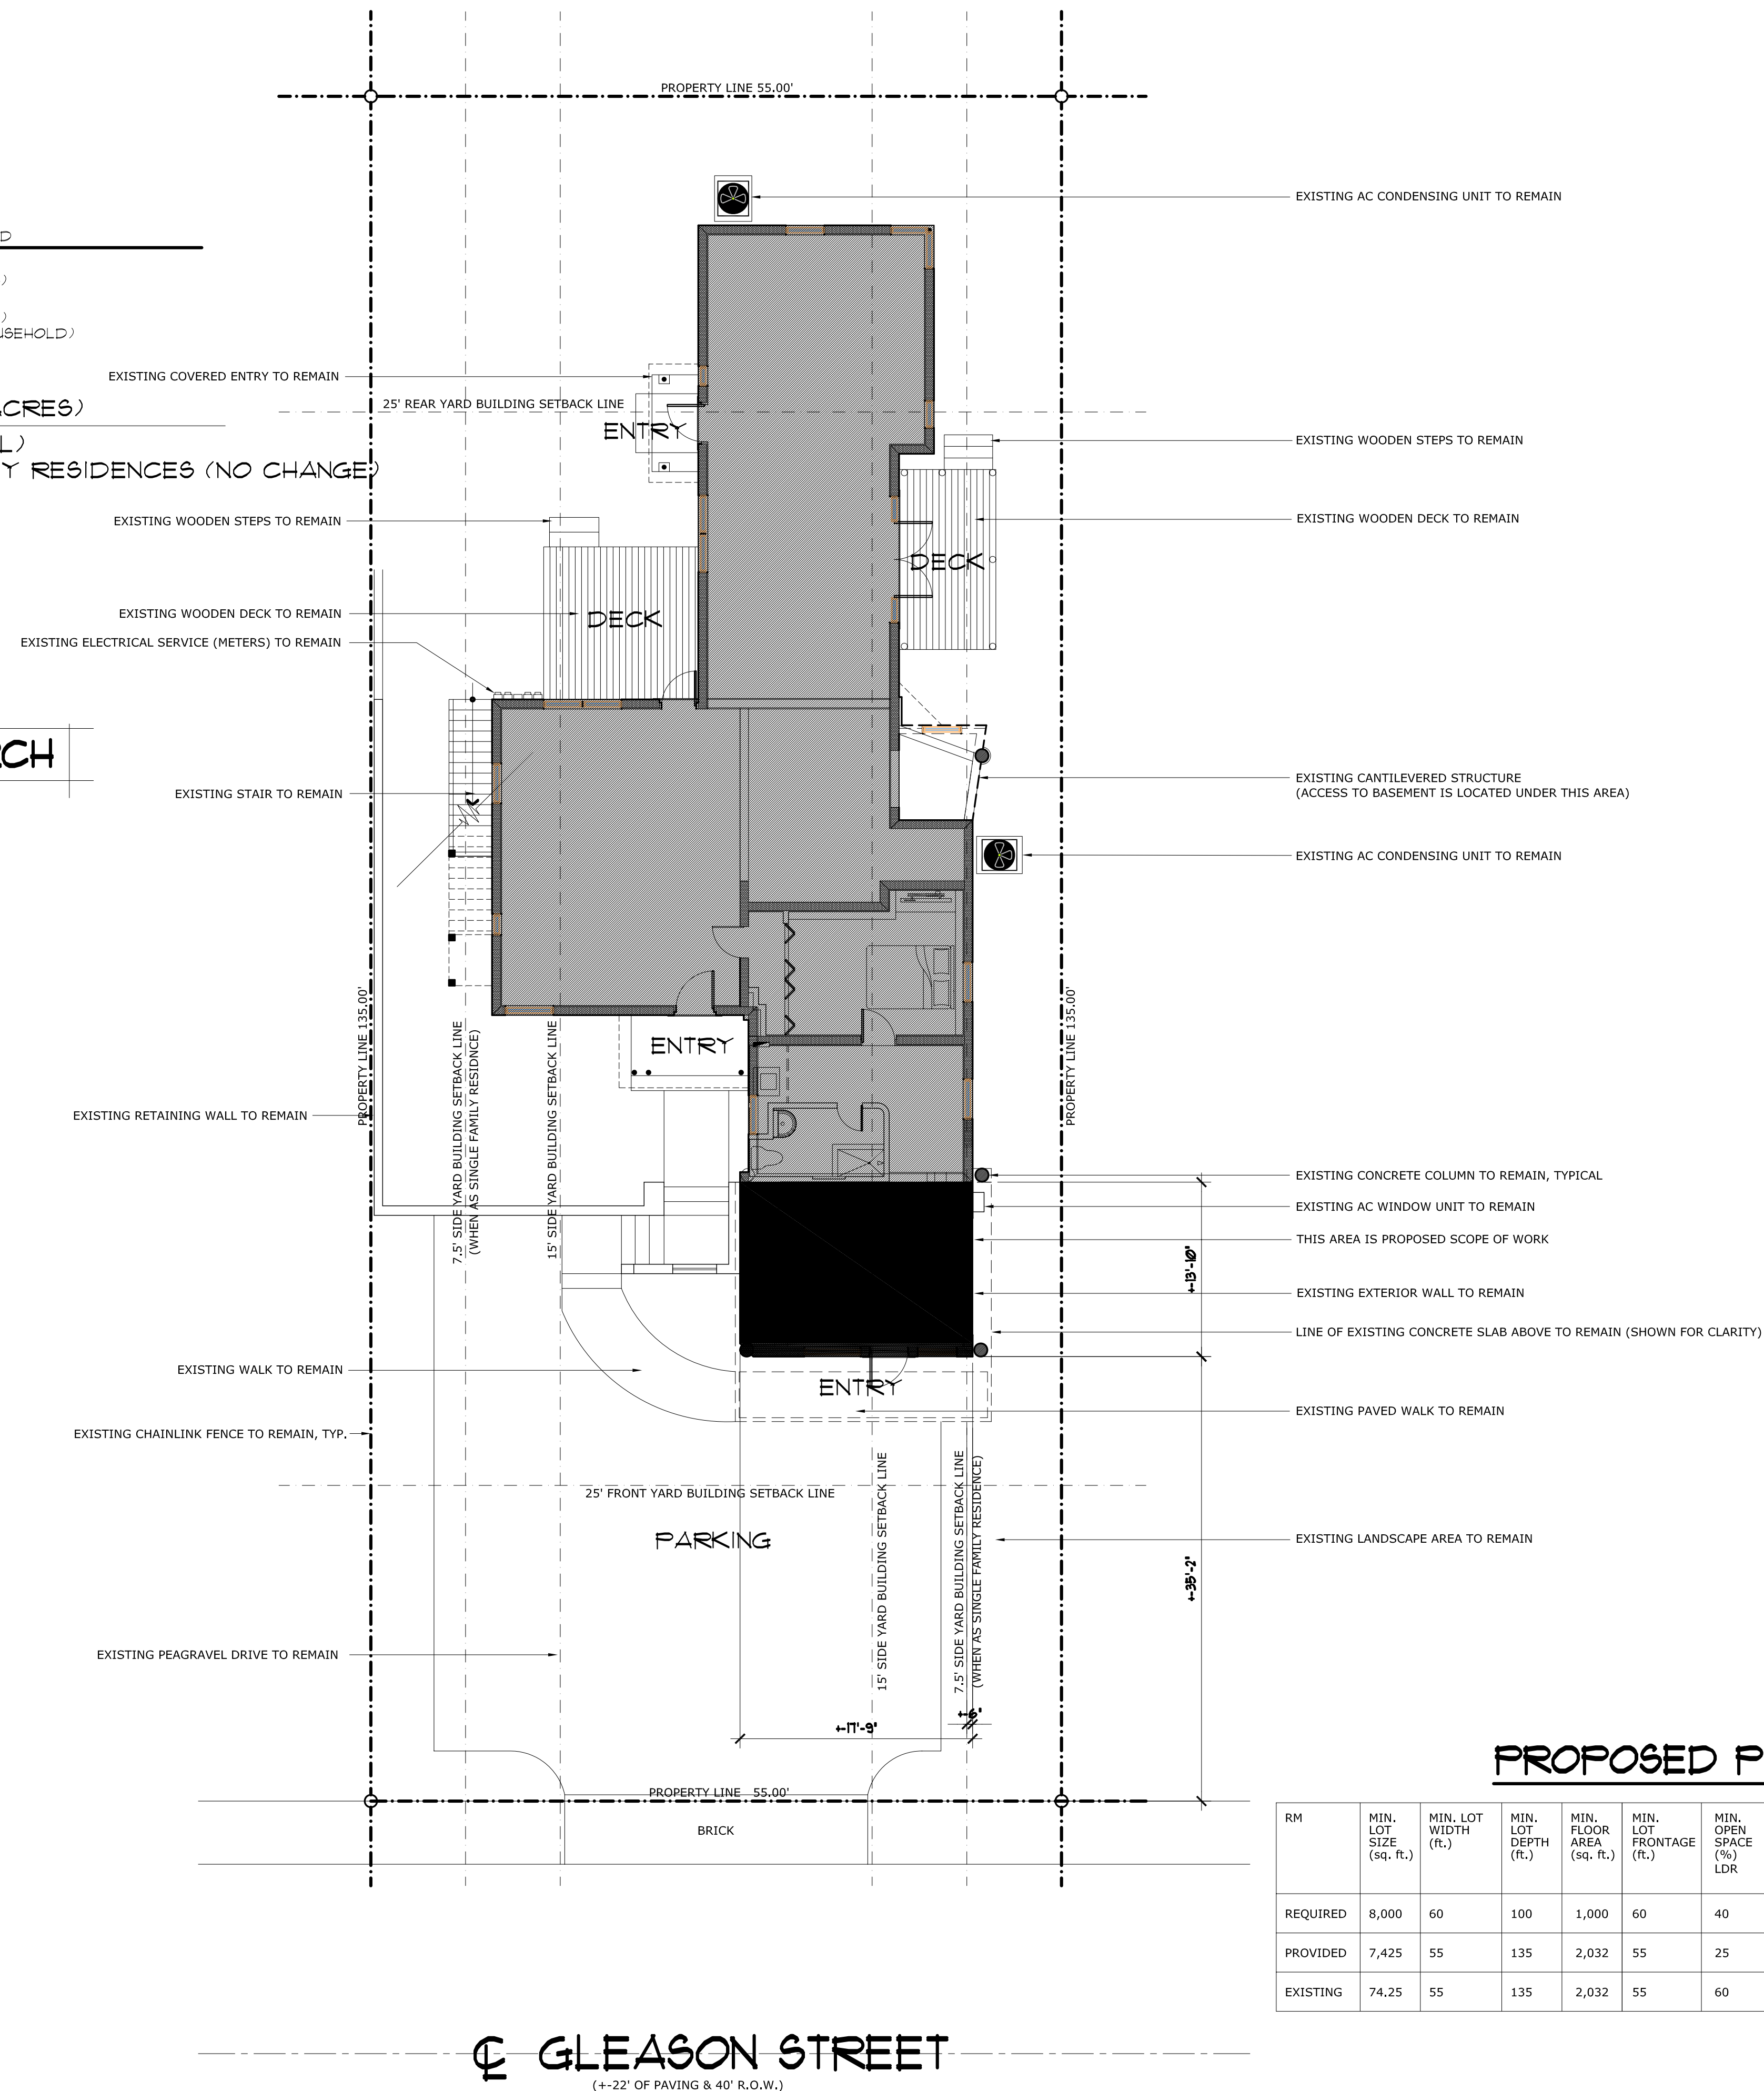 PROPERTY LINE 55.00'
EXISTING AC CONDENSING UNIT TO REMAIN
D
)
)
USEHOLD)
EXISTING COVERED ENTRY TO REMAIN
ACRES)
25' REAR YARD BUILDING SETBACK LINE
ENTRY
L)
EXISTING WOODEN STEPS TO REMAIN
Y RESIDENCES (NO CHANGE)
EXISTING WOODEN STEPS TO REMAIN
EXISTING WOODEN DECK TO REMAIN
DECK
EXISTING WOODEN DECK TO REMAIN
DECK
EXISTING ELECTRICAL SERVICE (METERS) TO REMAIN
RCH
EXISTING STAIR TO REMAIN
EXISTING CANTILEVERED STRUCTURE
(ACCESS TO BASEMENT IS LOCATED UNDER THIS AREA)
EXISTING AC CONDENSING UNIT TO REMAIN
PROPERTY LINE 135.00'
PROPERTY LINE 135.00'
7.5' SIDE YARD BUILDING SETBACK LINE
(WHEN AS SINGLE FAMILY RESIDNCE)
15' SIDE YARD BUILDING SETBACK LINE
ENTRY
EXISTING RETAINING WALL TO REMAIN
EXISTING CONCRETE COLUMN TO REMAIN, TYPICAL
EXISTING AC WINDOW UNIT TO REMAIN
THIS AREA IS PROPOSED SCOPE OF WORK
+-13'-10"
EXISTING EXTERIOR WALL TO REMAIN
LINE OF EXISTING CONCRETE SLAB ABOVE TO REMAIN (SHOWN FOR CLARITY)
EXISTING WALK TO REMAIN
ENTRY
EXISTING PAVED WALK TO REMAIN
EXISTING CHAINLINK FENCE TO REMAIN, TYP.
25' FRONT YARD BUILDING SETBACK LINE
PARKING
15' SIDE YARD BUILDING SETBACK LINE
7.5' SIDE YARD BUILDING SETBACK LINE
(WHEN AS SINGLE FAMILY RESIDENCE)
EXISTING LANDSCAPE AREA TO REMAIN
+-35'-2"
EXISTING PEAGRAVEL DRIVE TO REMAIN
+-17'-9"
+-6"
PROPOSED P
PROPERTY LINE 55.00'
BRICK
RM
MIN.
LOT
SIZE
(sq. ft.)
MIN. LOT
WIDTH
(ft.)
MIN.
LOT
DEPTH
(ft.)
MIN.
FLOOR
AREA
(sq. ft.)
MIN.
LOT
FRONTAGE
(ft.)
MIN.
OPEN
SPACE
(%)
LDR
REQUIRED 8,000 60 100 1,000 60 40
PROVIDED 7,425 55 135 2,032 55 25
EXISTING 74.25 55 135 2,032 55 60
℄ GLEASON STREET
(+-22' OF PAVING & 40' R.O.W.)